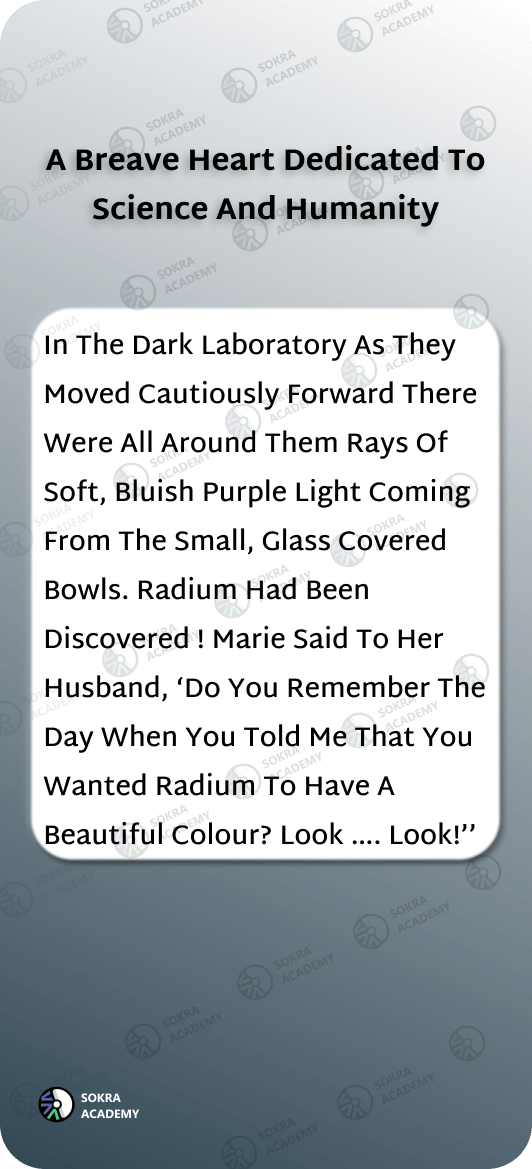 A Breave Heart Dedicated To
Science And Humanity
In The Dark Laboratory As They
Moved Cautiously Forward There
Were All Around Them Rays Of
Soft, Bluish Purple Light Coming
From The Small, Glass Covered
Bowls. Radium Had Been
Discovered ! Marie Said To Her
Husband, ‘Do You Remember The
Day When You Told Me That You
Wanted Radium To Have A
Beautiful Colour? Look .... Look!’’
SOKRA
ACADEMY